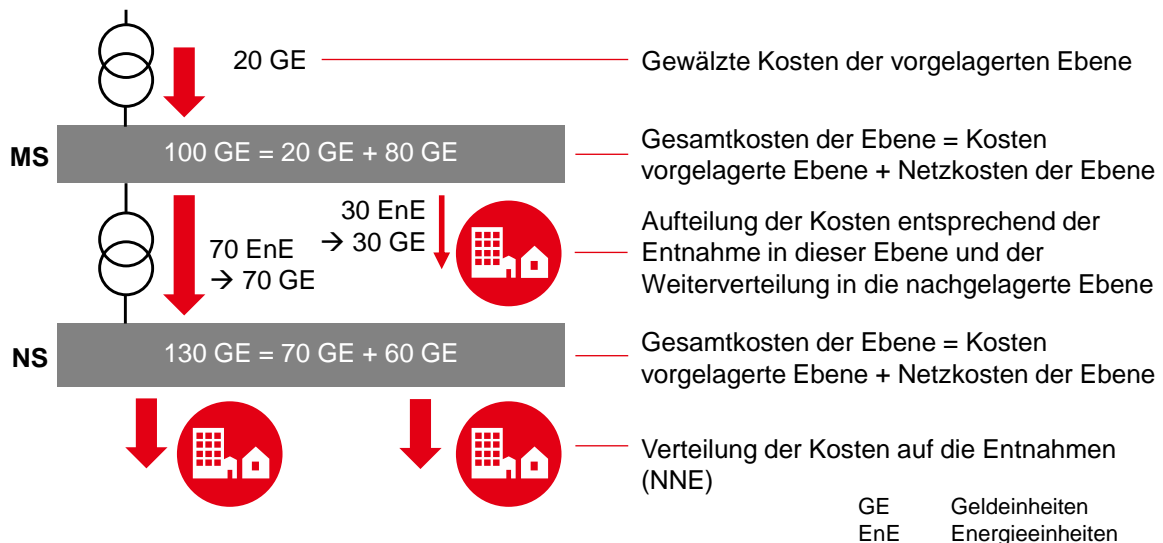 20 GE
Gewälzte Kosten der vorgelagerten Ebene
MS
100 GE = 20 GE + 80 GE
Gesamtkosten der Ebene = Kosten
vorgelagerte Ebene + Netzkosten der Ebene
70 EnE
→ 70 GE
30 EnE
→ 30 GE
Aufteilung der Kosten entsprechend der
Entnahme in dieser Ebene und der
Weiterverteilung in die nachgelagerte Ebene
NS
130 GE = 70 GE + 60 GE
Gesamtkosten der Ebene = Kosten
vorgelagerte Ebene + Netzkosten der Ebene
Verteilung der Kosten auf die Entnahmen
(NNE)
GE Geldeinheiten
EnE Energieeinheiten